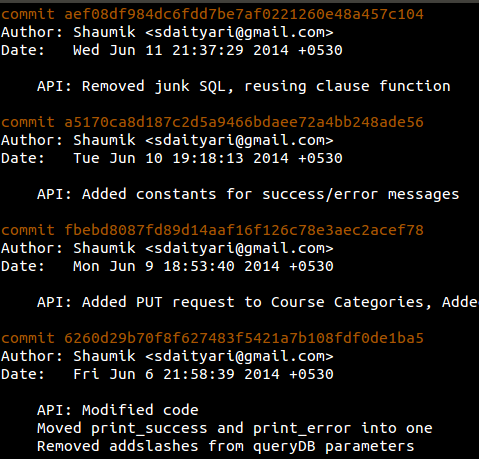 commit aef08df984dc6fdd7be7af0221260e48a457c104
Author: Shaumik <sdaityari@gmail.com>
Date:   Wed Jun 11 21:37:29 2014 +0530
API: Removed junk SQL, reusing clause function
commit a5170ca8d187c2d5a9466bdaee72a4bb248ade56
Author: Shaumik <sdaityari@gmail.com>
Date:   Tue Jun 10 19:18:13 2014 +0530
API: Added constants for success/error messages
commit fbebd8087fd89d14aaf16f126c78e3aec2acef78
Author: Shaumik <sdaityari@gmail.com>
Date:   Mon Jun 9 18:53:40 2014 +0530
API: Added PUT request to Course Categories, Adde
commit 6260d29b70f8f627483f5421a7b108fdf0de1ba5
Author: Shaumik <sdaityari@gmail.com>
Date:   Fri Jun 6 21:58:39 2014 +0530
API: Modified code
Moved print_success and print_error into one
Removed addslashes from queryDB parameters